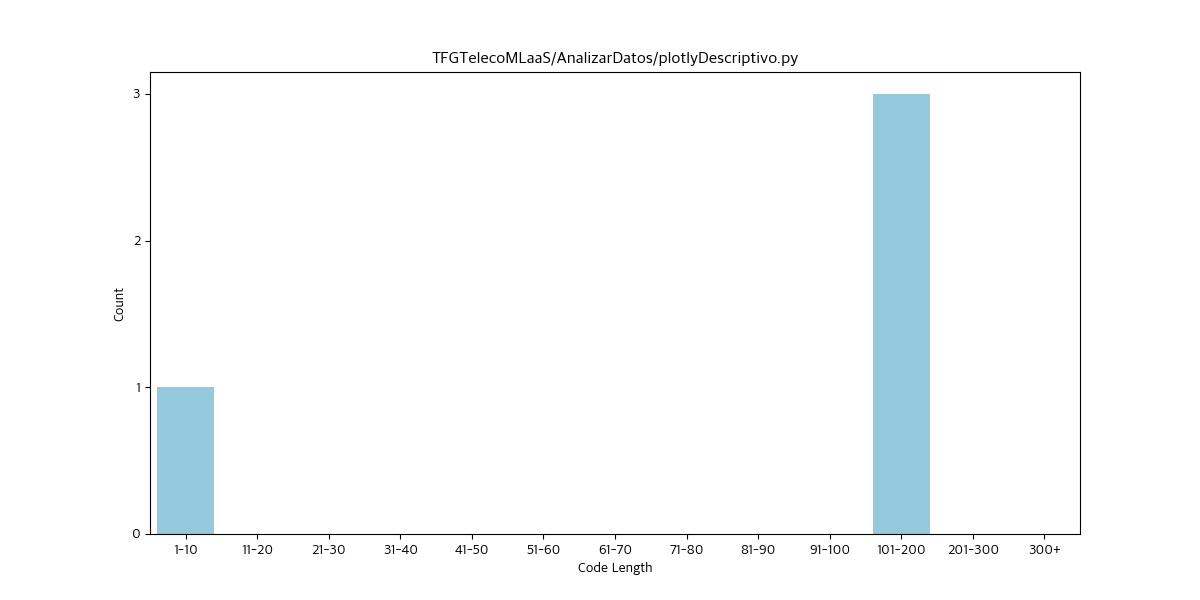 TFGTelecoMLaaS/AnalizarDatos/plotlyDescriptivo.py
3
2
1
0
Count
1-10 11-20 21-30 31-40 41-50 51-60 61-70 71-80 81-90 91-100 101-200 201-300 300+
Code Length